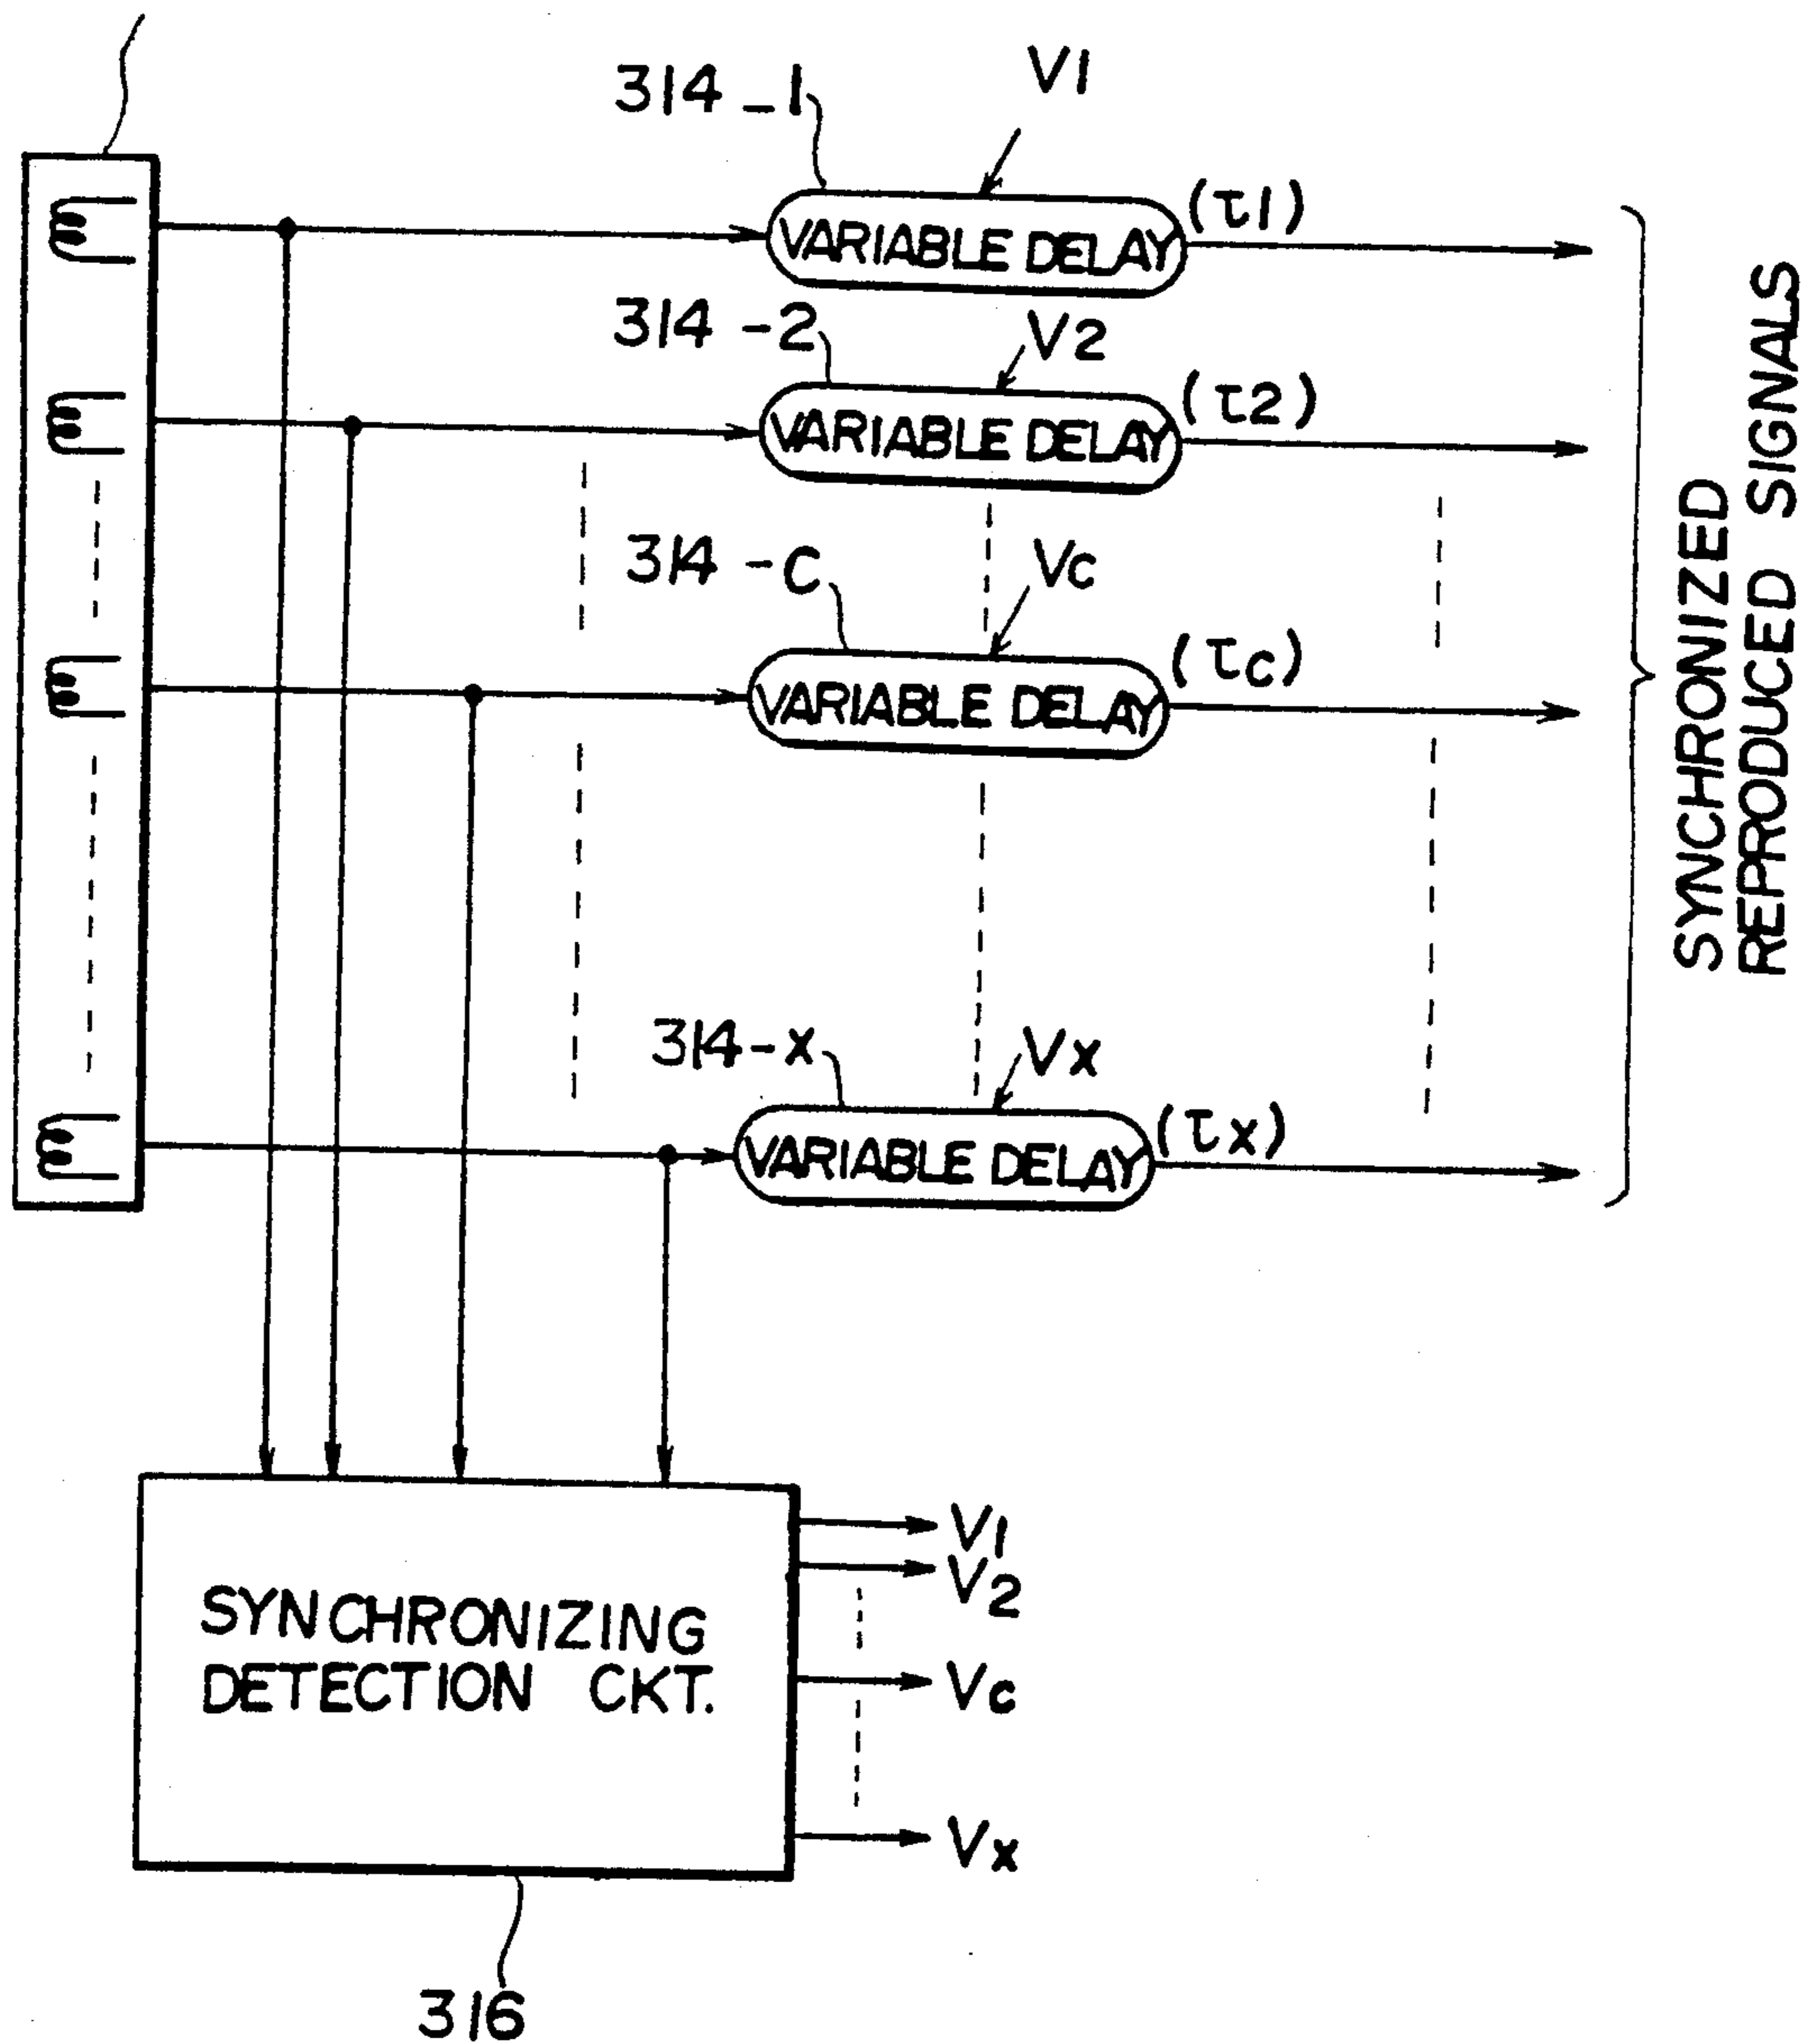 314-1
V1
VARIABLE DELAY
(τ1)
314-2
V2
VARIABLE DELAY
(τ2)
314-C
Vc
VARIABLE DELAY
(τc)
314-x
Vx
VARIABLE DELAY
(τx)
SYNCHRONIZED
REPRODUCED SIGNALS
SYNCHRONIZING
DETECTION CKT.
V1
V2
Vc
Vx
316